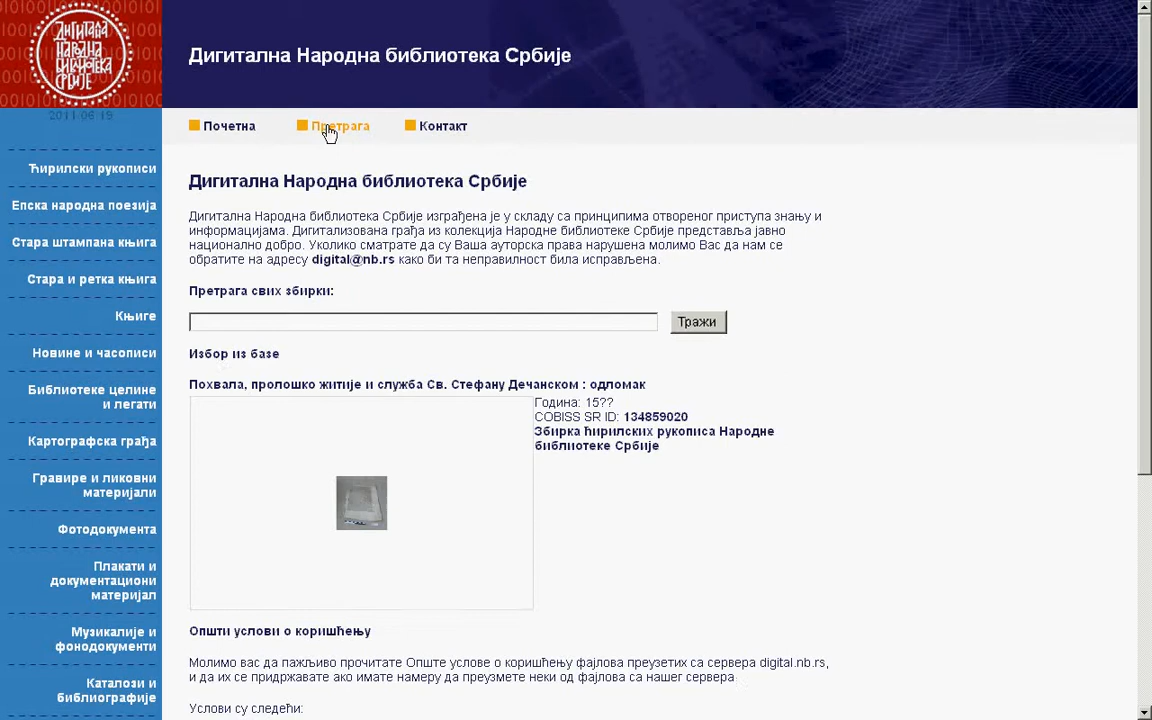 Дигитална
Народна
библиотека
Србије
2011 06 19
Дигитална Народна библиотека Србије
Почетна
Претрага
Контакт
Ћирилски рукописи
Епска народна поезија
Стара штампана књига
Стара и ретка књига
Књиге
Новине и часописи
Библиотеке целине
и легати
Картографска грађа
Гравире и ликовни
материјали
Фотодокумента
Плакати и
документациони
материјал
Музикалије и
фонодокументи
Каталози и
библиографије
Дигитална Народна библиотека Србије
Дигитална Народна библиотека Србије изграђена је у складу са принципима отвореног приступа знању и
информацијама. Дигитализована грађа из колекција Народне библиотеке Србије представља јавно
национално добро. Уколико сматрате да су Ваша ауторска права нарушена молимо Вас да нам се
обратите на адресу digital@nb.rs како би та неправилност била исправљена.
Претрага свих збирки:
Тражи
Избор из базе
Похвала, пролошко житије и служба Св. Стефану Дечанском : одломак
Година: 15??
COBISS SR ID: 134859020
Збирка ћирилских рукописа Народне
библиотеке Србије
Општи услови о коришћењу
Молимо вас да пажљиво прочитате Опште услове о коришћењу фајлова преузетих са сервера digital.nb.rs,
и да их се придржавате ако имате намеру да преузмете неки од фајлова са нашег сервера
Услови су следећи: